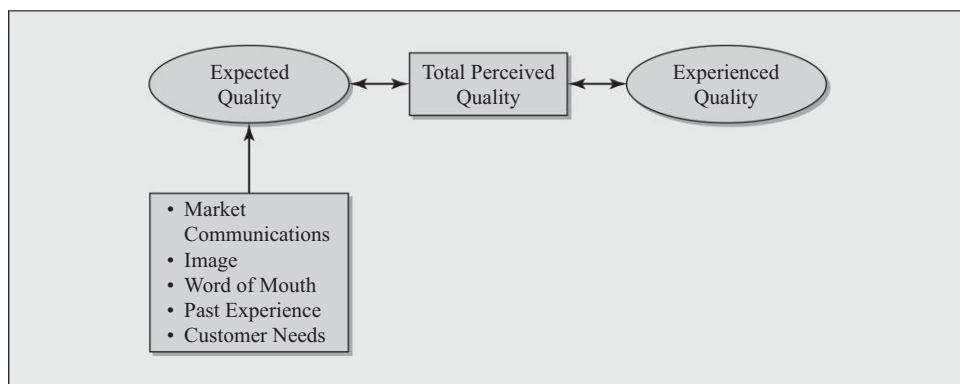 Expected
Quality
Total Perceived
Quality
Experienced
Quality
• Market
Communications
• Image
• Word of Mouth
• Past Experience
• Customer Needs